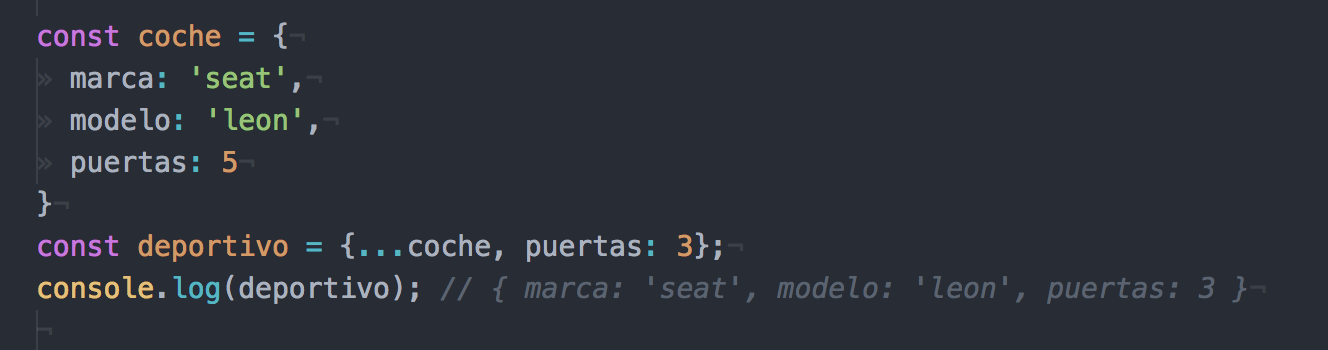 const coche = {¬
» marca: 'seat',¬
» modelo: 'leon',¬
» puertas: 5¬
}¬
const deportivo = {...coche, puertas: 3};¬
console.log(deportivo); // { marca: 'seat', modelo: 'leon', puertas: 3 }¬
¬